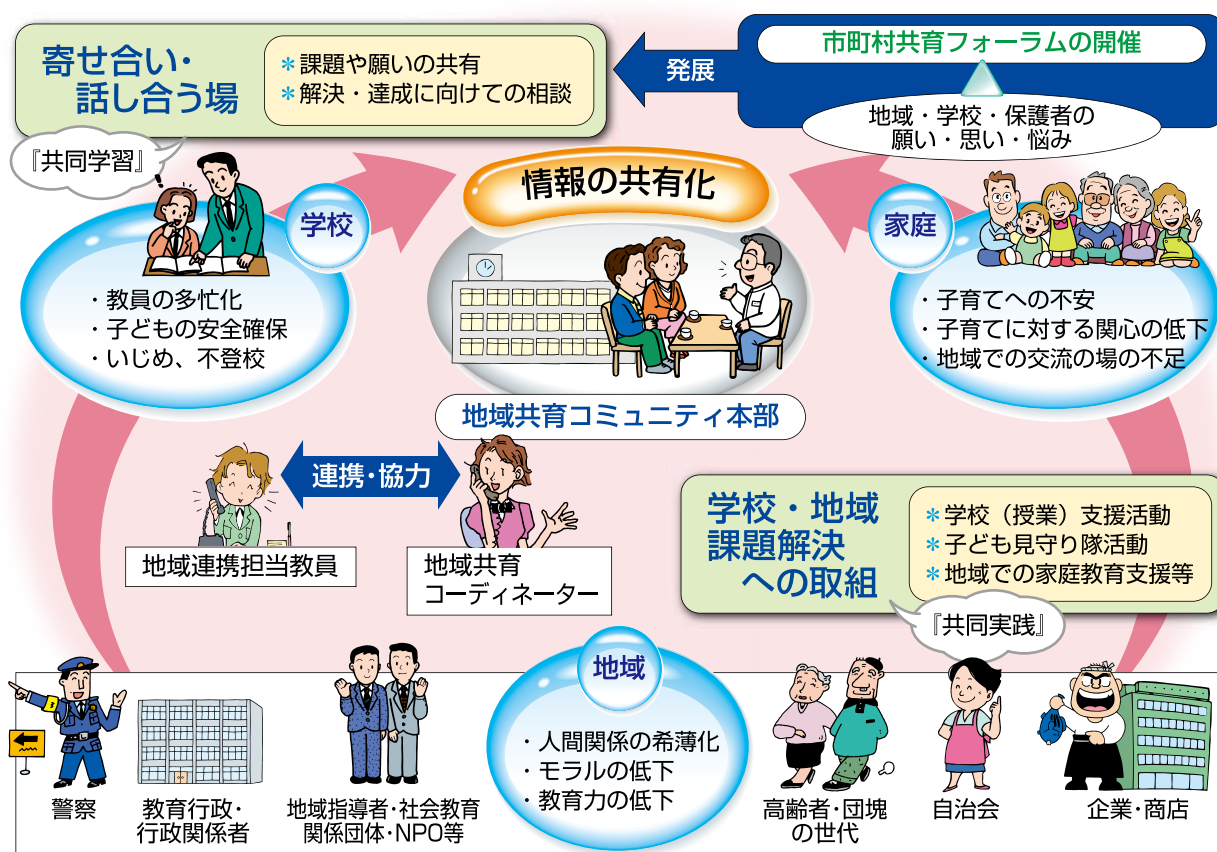 寄せ合い・
話し合う場
＊課題や願いの共有
＊解決・達成に向けての相談
発展
市町村共育フォーラムの開催
地域・学校・保護者の
願い・思い・悩み
『共同学習』
学校
・教員の多忙化
・子どもの安全確保
・いじめ、不登校
情報の共有化
地域共育コミュニティ本部
家庭
・子育てへの不安
・子育てに対する関心の低下
・地域での交流の場の不足
連携・協力
地域連携担当教員
地域共育
コーディネーター
学校・地域
課題解決
への取組
＊学校（授業）支援活動
＊子ども見守り隊活動
＊地域での家庭教育支援等
『共同実践』
地域
・人間関係の希薄化
・モラルの低下
・教育力の低下
警察
教育行政・
行政関係者
地域指導者・社会教育
関係団体・NPO等
高齢者・団塊
の世代
自治会
企業・商店